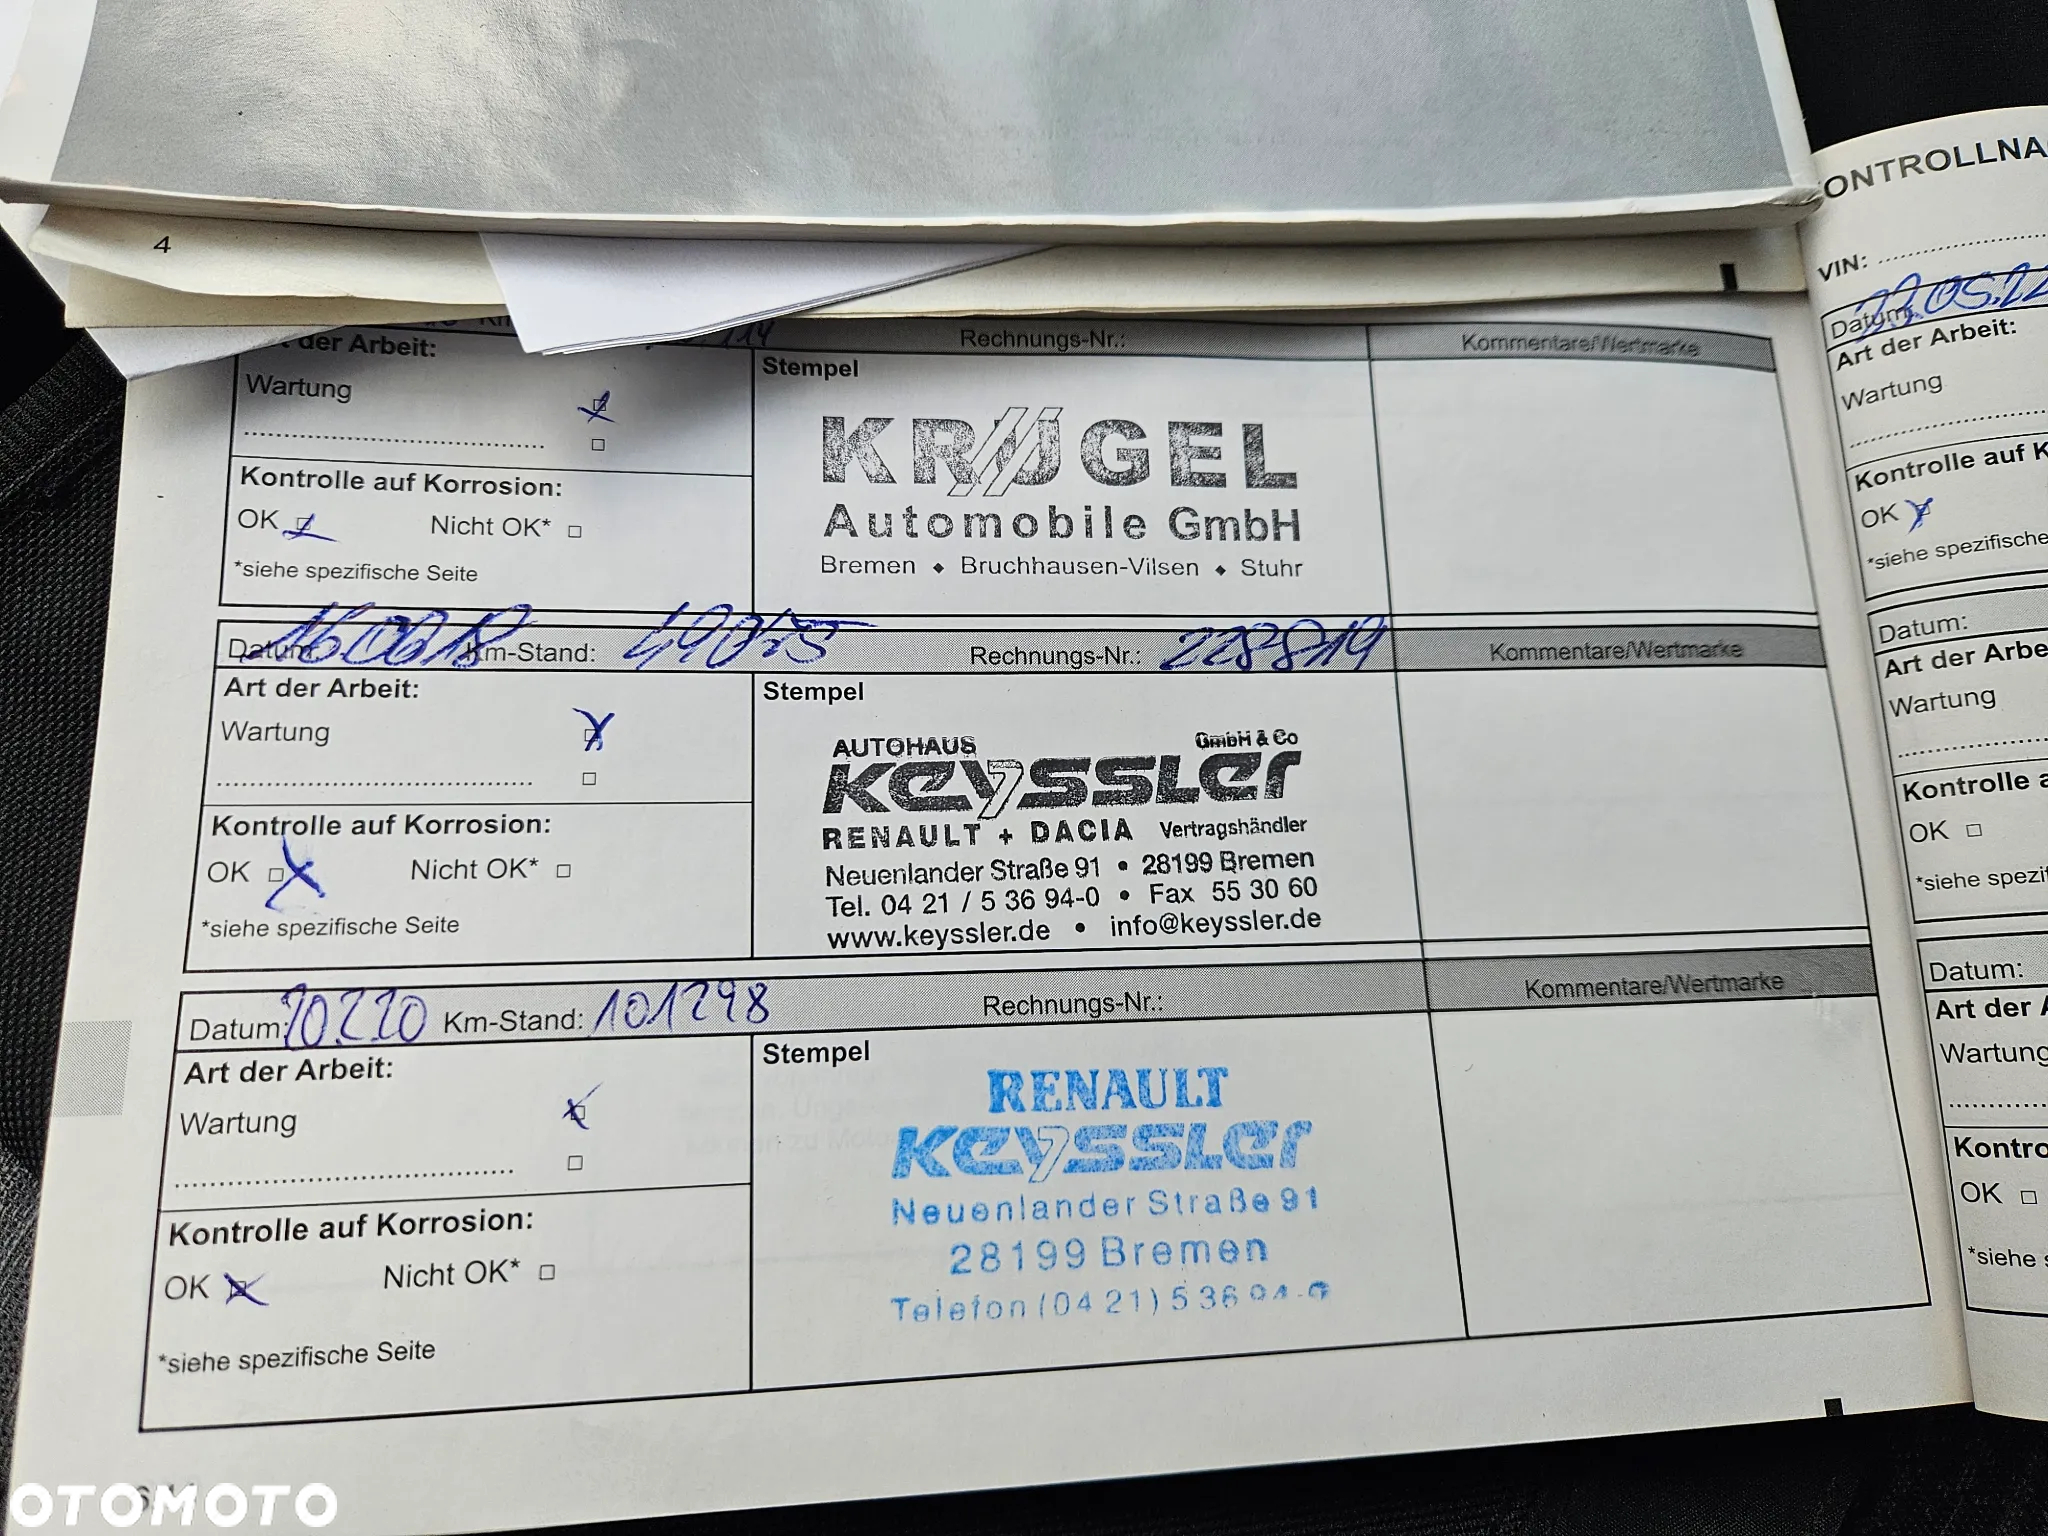 4
der Arbeit:
Rechnungs-Nr.:
Kommentare/Wertmarke
Wartung
Stempel
KRÜGEL
Automobile GmbH
Bremen ⬥ Bruchhausen-Vilsen ⬥ Stuhr
Kontrolle auf Korrosion:
OK Nicht OK*
*siehe spezifische Seite
Datum: Km-Stand: Rechnungs-Nr.: 228819 Kommentare/Wertmarke
Art der Arbeit:
Wartung
Stempel
AUTOHAUS GmbH & Co
Keyssler
RENAULT + DACIA Vertragshändler
Neuenlander Straße 91 • 28199 Bremen
Tel. 04 21 / 5 36 94-0 • Fax 55 30 60
www.keyssler.de • info@keyssler.de
Kontrolle auf Korrosion:
OK Nicht OK*
*siehe spezifische Seite
Datum: Km-Stand: 101298 Rechnungs-Nr.: Kommentare/Wertmarke
Art der Arbeit:
Wartung
Stempel
RENAULT
Keyssler
Neuenlander Straße 91
28199 Bremen
Telefon (04 21) 5 36 94-0
Kontrolle auf Korrosion:
OK Nicht OK*
*siehe spezifische Seite
VIN:
Datum:
Art der Arbeit:
Wartung
Kontrolle auf
OK
*siehe spezifische
Datum:
Art der
Wartung
Kontrolle
OK
*siehe
Datum:
Art der
Wartung
OK
*siehe
OTOMOTO